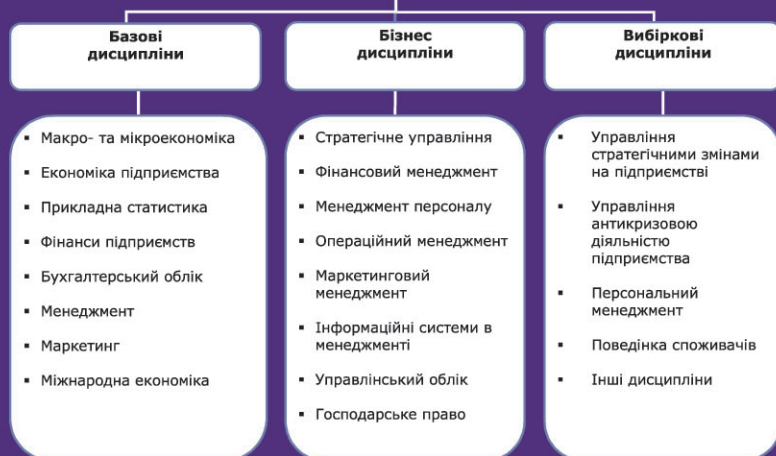 Базові
дисципліни
Бізнес
дисципліни
Вибіркові
дисципліни
▪ Макро- та мікроекономіка
▪ Економіка підприємства
▪ Прикладна статистика
▪ Фінанси підприємств
▪ Бухгалтерський облік
▪ Менеджмент
▪ Маркетинг
▪ Міжнародна економіка
▪ Стратегічне управління
▪ Фінансовий менеджмент
▪ Менеджмент персоналу
▪ Операційний менеджмент
▪ Маркетинговий
менеджмент
▪ Інформаційні системи в
менеджменті
▪ Управлінський облік
▪ Господарське право
▪ Управління
стратегічними змінами
на підприємстві
▪ Управління
антикризовою
діяльністю
підприємства
▪ Персональний
менеджмент
▪ Поведінка споживачів
▪ Інші дисципліни